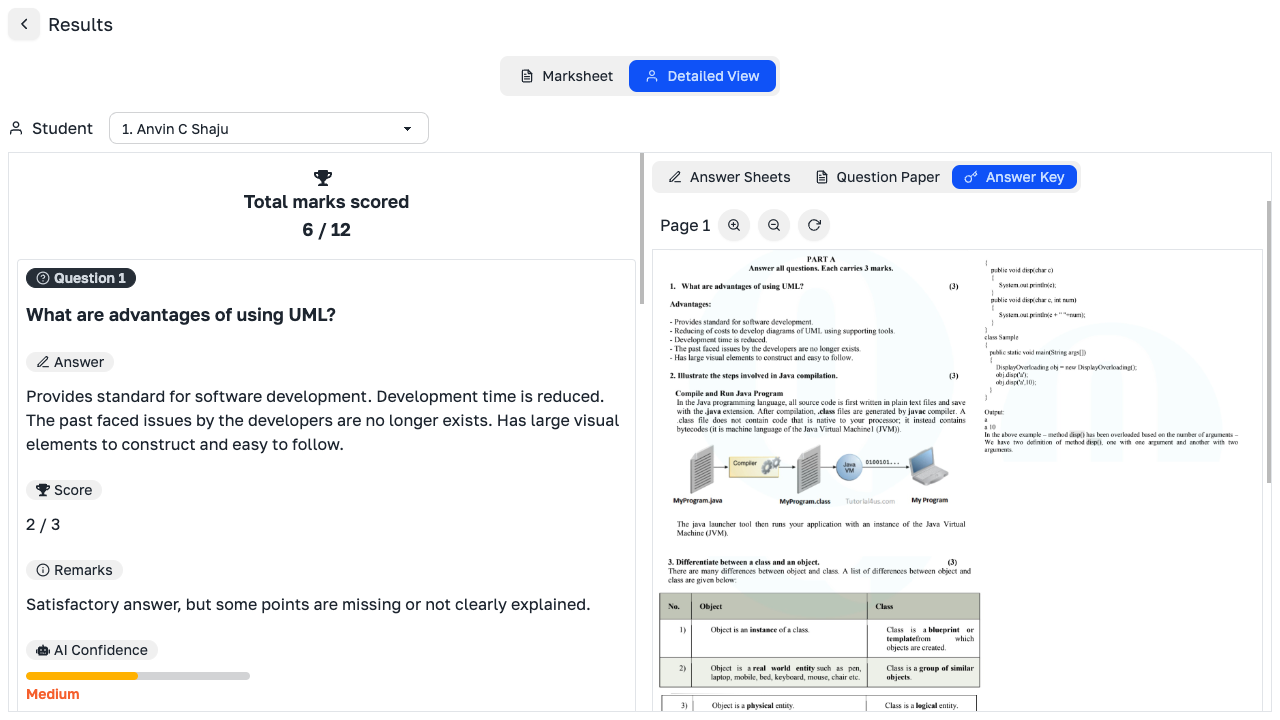 Results
Marksheet
Detailed View
Student
1. Anvin C Shaju
Total marks scored
6 / 12
Question 1
What are advantages of using UML?
Answer
Provides standard for software development. Development time is reduced.
The past faced issues by the developers are no longer exists. Has large visual
elements to construct and easy to follow.
Score
2 / 3
Remarks
Satisfactory answer, but some points are missing or not clearly explained.
AI Confidence
Medium
Answer Sheets
Question Paper
Answer Key
Page 1
PART A
Answer all questions. Each carries 3 marks.
1. What are advantages of using UML? (3)
Advantages:
- Provides standard for software development.
- Reducing of costs to develop diagrams of UML using supporting tools.
- Development time is reduced.
- The past faced issues by the developers are no longer exists.
- Has large visual elements to construct and easy to follow.
2. Illustrate the steps involved in Java compilation. (3)
Compile and Run Java Program
In the Java programming language, all source code is first written in plain text files and save
with the .java extension. After compilation, .class files are generated by javac compiler. A
.class file does not contain code that is native to your processor; it instead contains
bytecodes (it is machine language of the Java Virtual Machine1 (JVM)).
Compiler
Java
VM
0100101...
MyProgram.java
MyProgram.class
Tutorial4us.com
My Program
The java launcher tool then runs your application with an instance of the Java Virtual
Machine (JVM).
3. Differentiate between a class and an object. (3)
There are many differences between object and class. A list of differences between object and
class are given below:
No. Object Class
1) Object is an instance of a class. Class is a blueprint or
templatefrom which
objects are created.
2) Object is a real world entity such as pen, Class is a group of similar
laptop, mobile, bed, keyboard, mouse, chair etc. objects.
3) Object is a physical entity. Class is a logical entity.
{
public void disp(char c)
{
System.out.println(c);
}
public void disp(char c, int num)
{
System.out.println(c + " "+num);
}
}
class Sample
{
public static void main(String args[])
{
DisplayOverloading obj = new DisplayOverloading();
obj.disp('a');
obj.disp('a',10);
}
}
Output:
a
a 10
In the above example – method disp() has been overloaded based on the number of arguments –
We have two definition of method disp(), one with one argument and another with two
arguments.